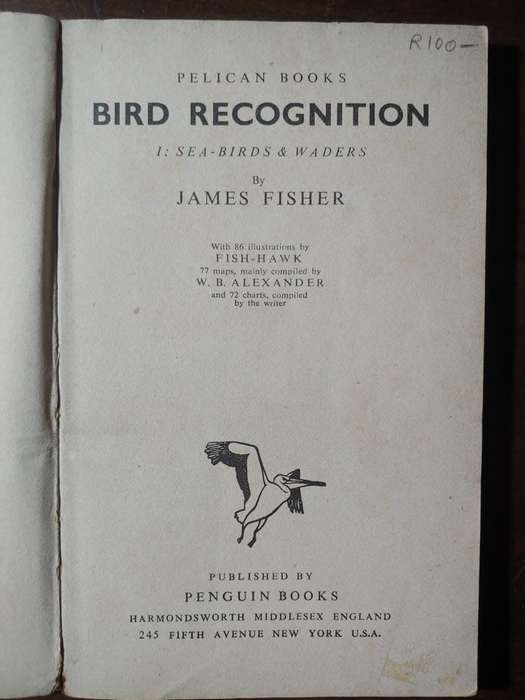 R100—
PELICAN BOOKS
BIRD RECOGNITION
I: SEA-BIRDS & WADERS
By
JAMES FISHER
With 86 illustrations by
FISH-HAWK
77 maps, mainly compiled by
W. B. ALEXANDER
and 72 charts, compiled
by the writer
PUBLISHED BY
PENGUIN BOOKS
HARMONDSWORTH MIDDLESEX ENGLAND
245 FIFTH AVENUE NEW YORK U.S.A.